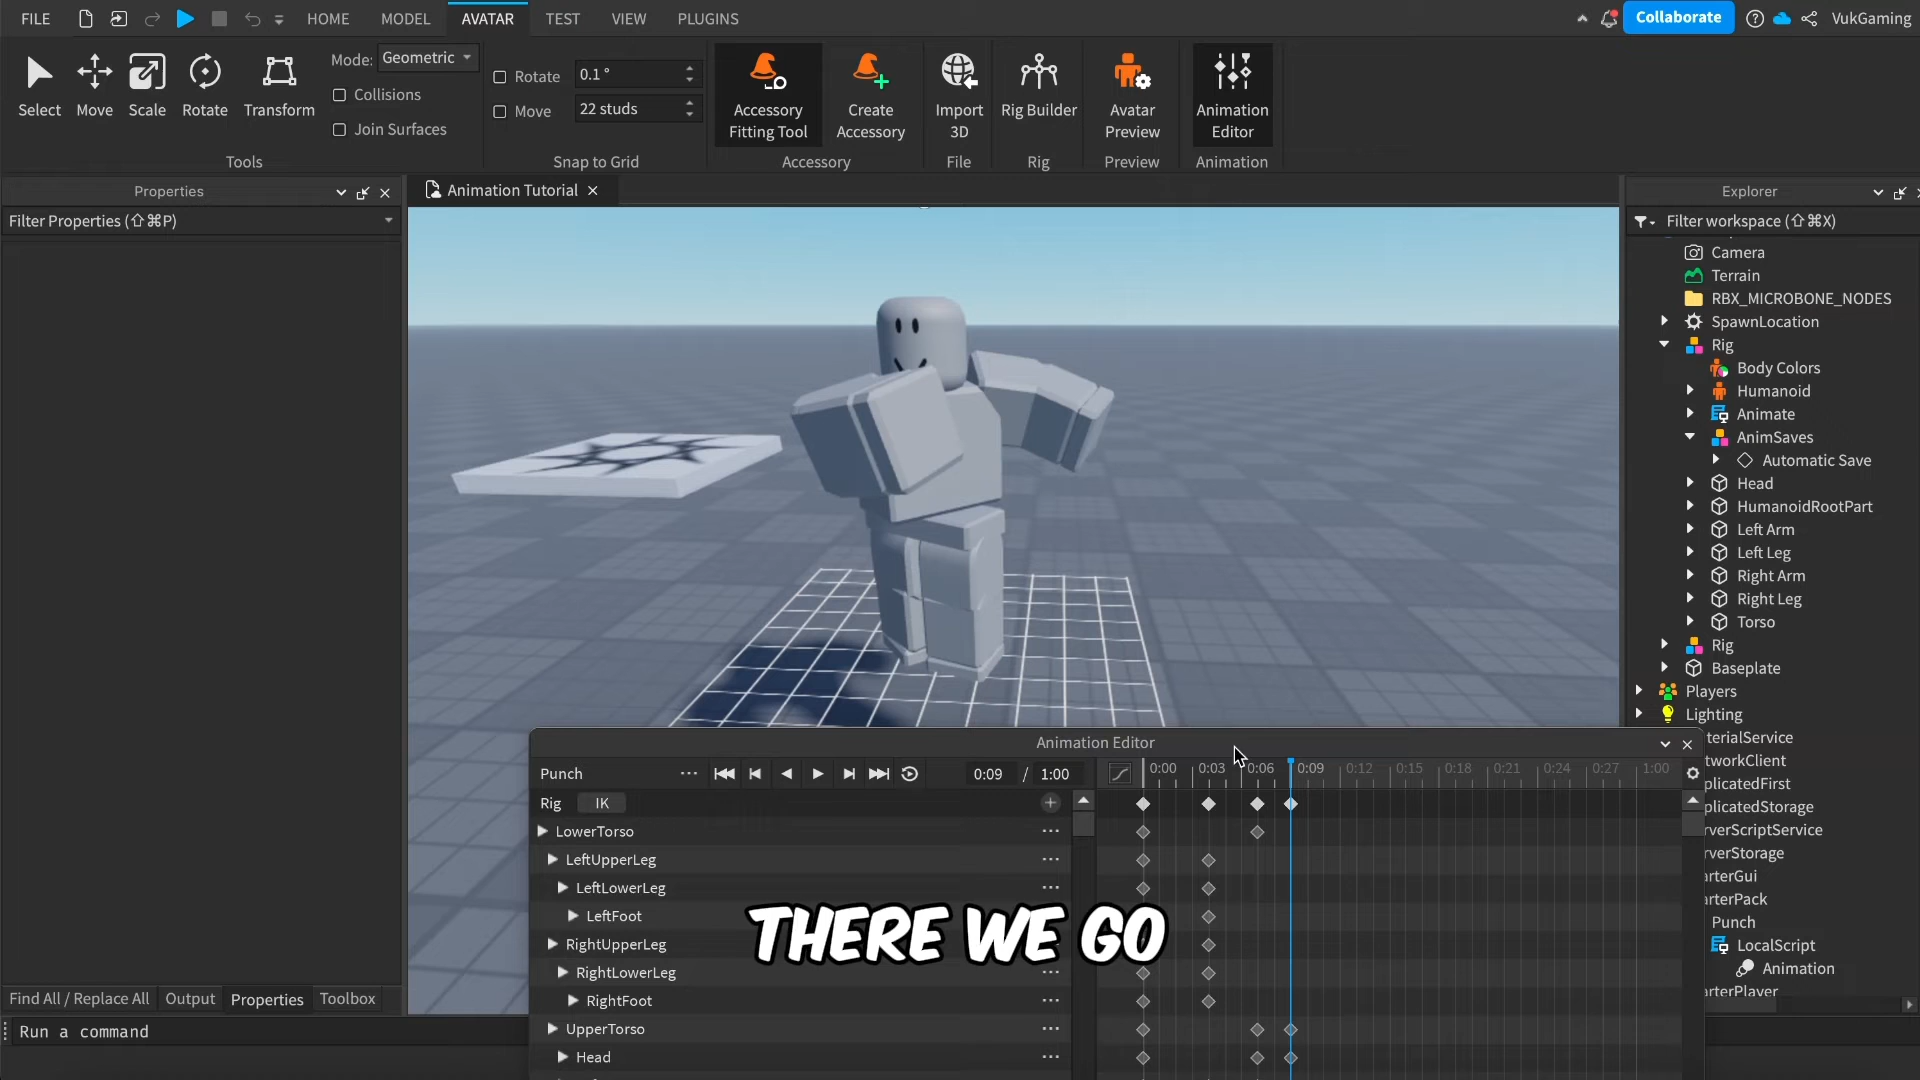 FILE HOME MODEL AVATAR TEST VIEW PLUGINS Collaborate VukGaming
Select Move Scale Rotate Transform
Mode: Geometric
Collisions
Join Surfaces
Tools
Rotate 0.1 °
Move 22 studs
Snap to Grid
Accessory Fitting Tool
Create Accessory
Accessory
Import 3D
File
Rig Builder
Rig
Avatar Preview
Preview
Animation Editor
Animation
Properties
Filter Properties (⇧⌘P)
Animation Tutorial
Explorer
Filter workspace (⇧⌘X)
Camera
Terrain
RBX_MICROBONE_NODES
SpawnLocation
Rig
Body Colors
Humanoid
Animate
AnimSaves
Automatic Save
Head
HumanoidRootPart
Left Arm
Left Leg
Right Arm
Right Leg
Torso
Rig
Baseplate
Players
Lighting
terialService
tworkClient
plicatedFirst
plicatedStorage
rverScriptService
rverStorage
arterGui
arterPack
Punch
LocalScript
Animation
arterPlayer
Animation Editor
Punch 0:09 / 1:00 0:00 0:03 0:06 0:09 0:12 0:15 0:18 0:21 0:24 0:27 1:00
Rig IK
LowerTorso
LeftUpperLeg
LeftLowerLeg
LeftFoot
RightUpperLeg
RightLowerLeg
RightFoot
UpperTorso
Head
THERE WE GO
Find All / Replace All Output Properties Toolbox
Run a command